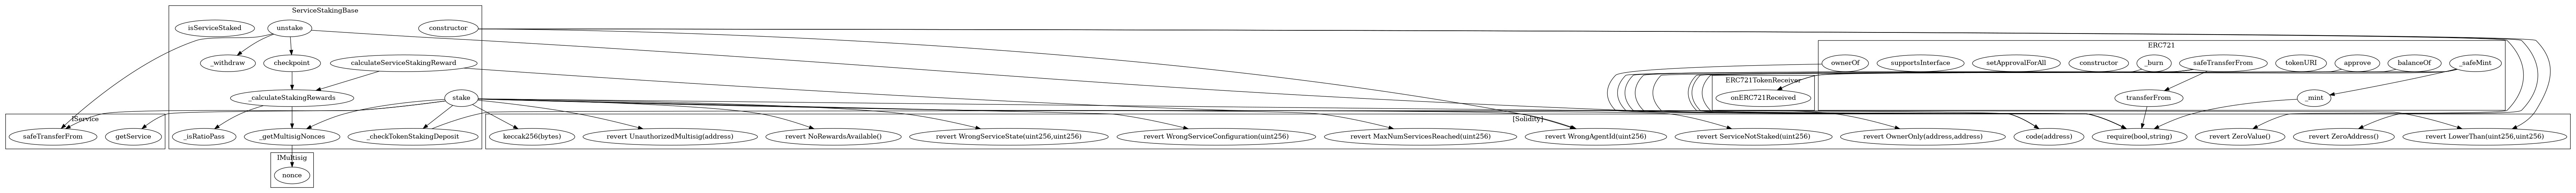 ServiceStakingBase
isServiceStaked
unstake
constructor
ERC721
_withdraw
checkpoint
calculateServiceStakingReward
ownerOf
supportsInterface
setApprovalForAll
constructor
_burn
safeTransferFrom
tokenURI
approve
balanceOf
_safeMint
ERC721TokenReceiver
_calculateStakingRewards
stake
onERC721Received
transferFrom
_mint
IService
[Solidity]
safeTransferFrom
getService
_isRatioPass
_getMultisigNonces
_checkTokenStakingDeposit
keccak256(bytes)
revert UnauthorizedMultisig(address)
revert NoRewardsAvailable()
revert WrongServiceState(uint256,uint256)
revert WrongServiceConfiguration(uint256)
revert MaxNumServicesReached(uint256)
revert WrongAgentId(uint256)
revert ServiceNotStaked(uint256)
revert OwnerOnly(address,address)
code(address)
require(bool,string)
revert ZeroValue()
revert ZeroAddress()
revert LowerThan(uint256,uint256)
IMultisig
nonce